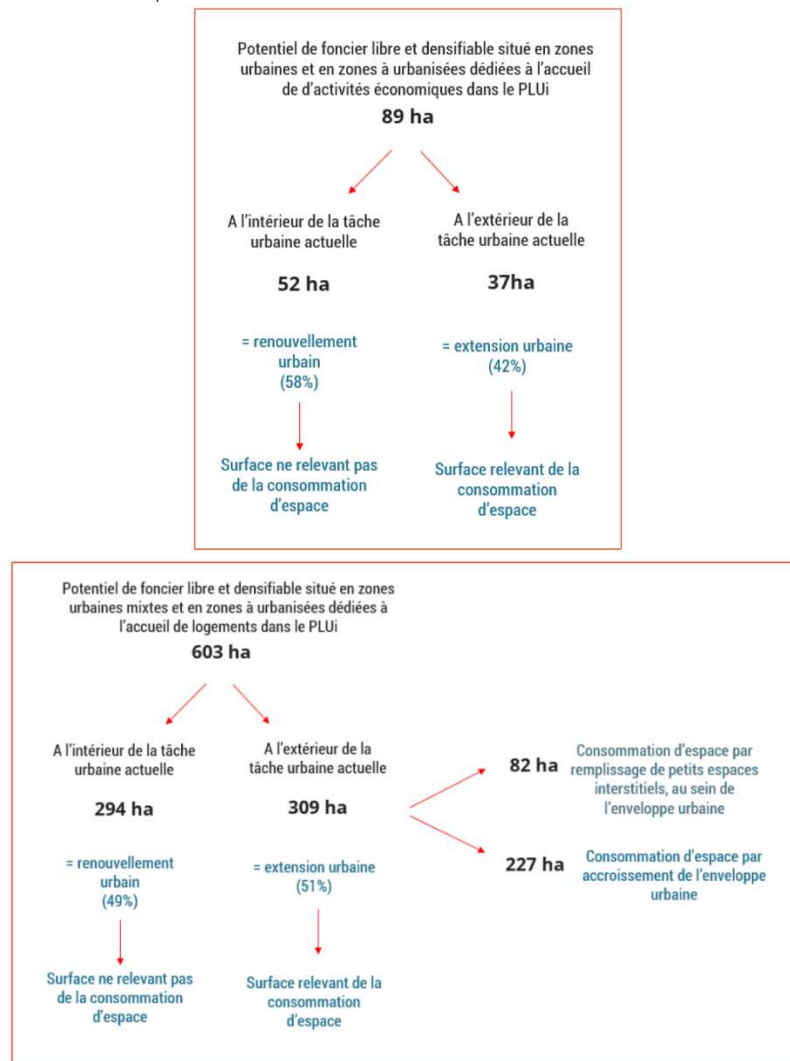 Potentiel de foncier libre et densifiable situé en zones
urbaines et en zones à urbanisées dédiées à l'accueil
de d'activités économiques dans le PLUi
89 ha
A l'intérieur de la tâche
urbaine actuelle
52 ha
= renouvellement
urbain
(58%)
Surface ne relevant pas
de la consommation
d'espace
A l'extérieur de la
tâche urbaine actuelle
37ha
= extension urbaine
(42%)
Surface relevant de la
consommation
d'espace
Potentiel de foncier libre et densifiable situé en zones
urbaines mixtes et en zones à urbanisées dédiées à
l'accueil de logements dans le PLUi
603 ha
A l'intérieur de la tâche
urbaine actuelle
294 ha
= renouvellement
urbain
(49%)
Surface ne relevant pas
de la consommation
d'espace
A l'extérieur de la
tâche urbaine actuelle
309 ha
= extension urbaine
(51%)
Surface relevant de la
consommation
d'espace
82 ha
Consommation d'espace par
remplissage de petits espaces
interstitiels, au sein de
l'enveloppe urbaine
227 ha
Consommation d'espace par
accroissement de l'enveloppe
urbaine